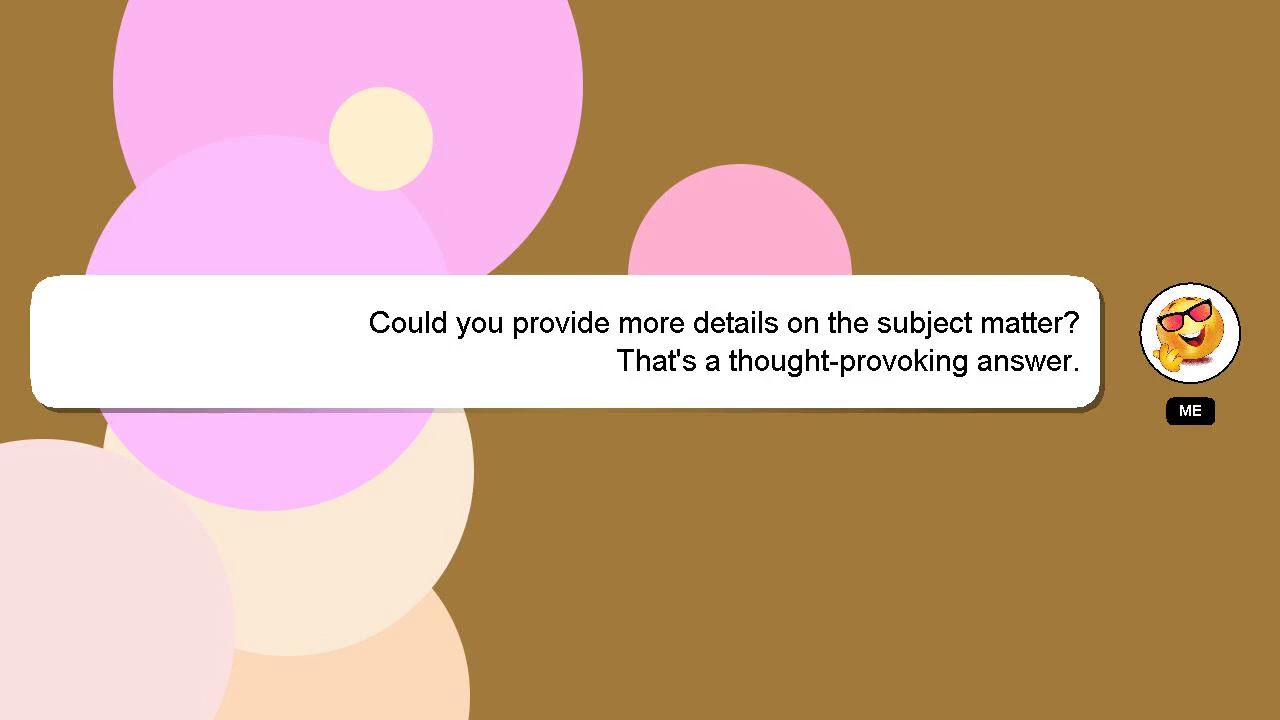 Could you provide more details on the subject matter?
That's a thought-provoking answer.
ME